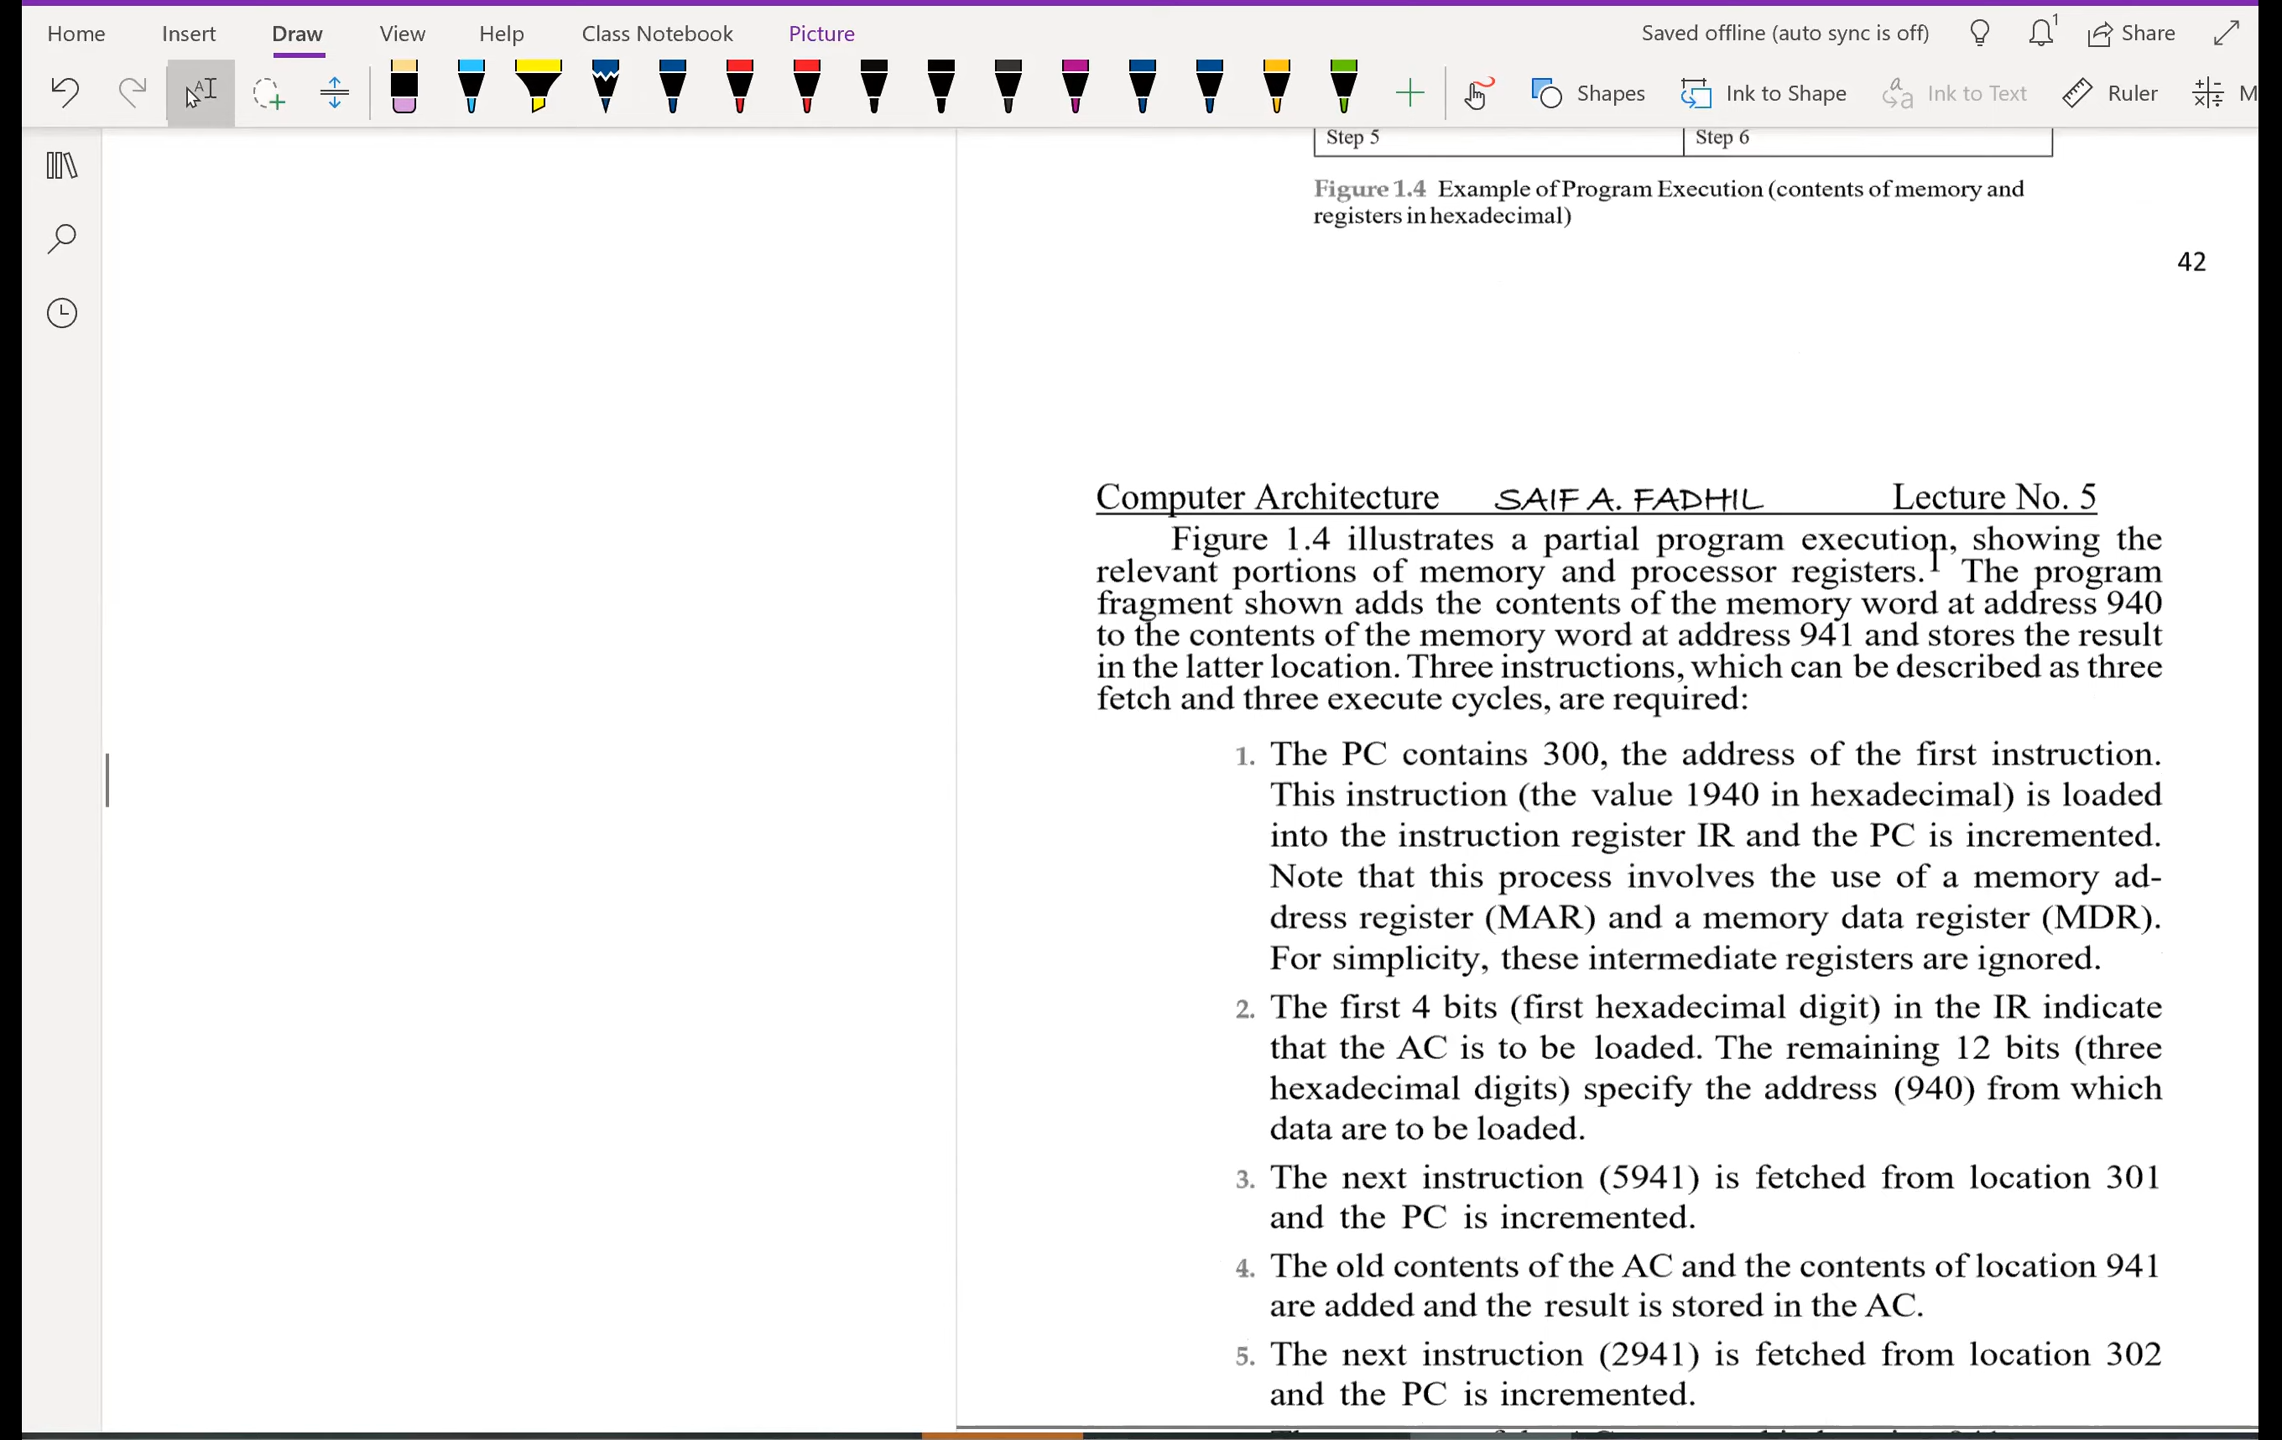 Home Insert Draw View Help Class Notebook Picture Saved offline (auto sync is off) 1 Share
Shapes Ink to Shape Ink to Text Ruler M
Step 5 Step 6
Figure 1.4 Example of Program Execution (contents of memory and
registers in hexadecimal)
42
Computer Architecture SAIF A. FADHIL Lecture No. 5
Figure 1.4 illustrates a partial program execution, showing the
relevant portions of memory and processor registers.1 The program
fragment shown adds the contents of the memory word at address 940
to the contents of the memory word at address 941 and stores the result
in the latter location. Three instructions, which can be described as three
fetch and three execute cycles, are required:
1. The PC contains 300, the address of the first instruction.
This instruction (the value 1940 in hexadecimal) is loaded
into the instruction register IR and the PC is incremented.
Note that this process involves the use of a memory ad-
dress register (MAR) and a memory data register (MDR).
For simplicity, these intermediate registers are ignored.
2. The first 4 bits (first hexadecimal digit) in the IR indicate
that the AC is to be loaded. The remaining 12 bits (three
hexadecimal digits) specify the address (940) from which
data are to be loaded.
3. The next instruction (5941) is fetched from location 301
and the PC is incremented.
4. The old contents of the AC and the contents of location 941
are added and the result is stored in the AC.
5. The next instruction (2941) is fetched from location 302
and the PC is incremented.